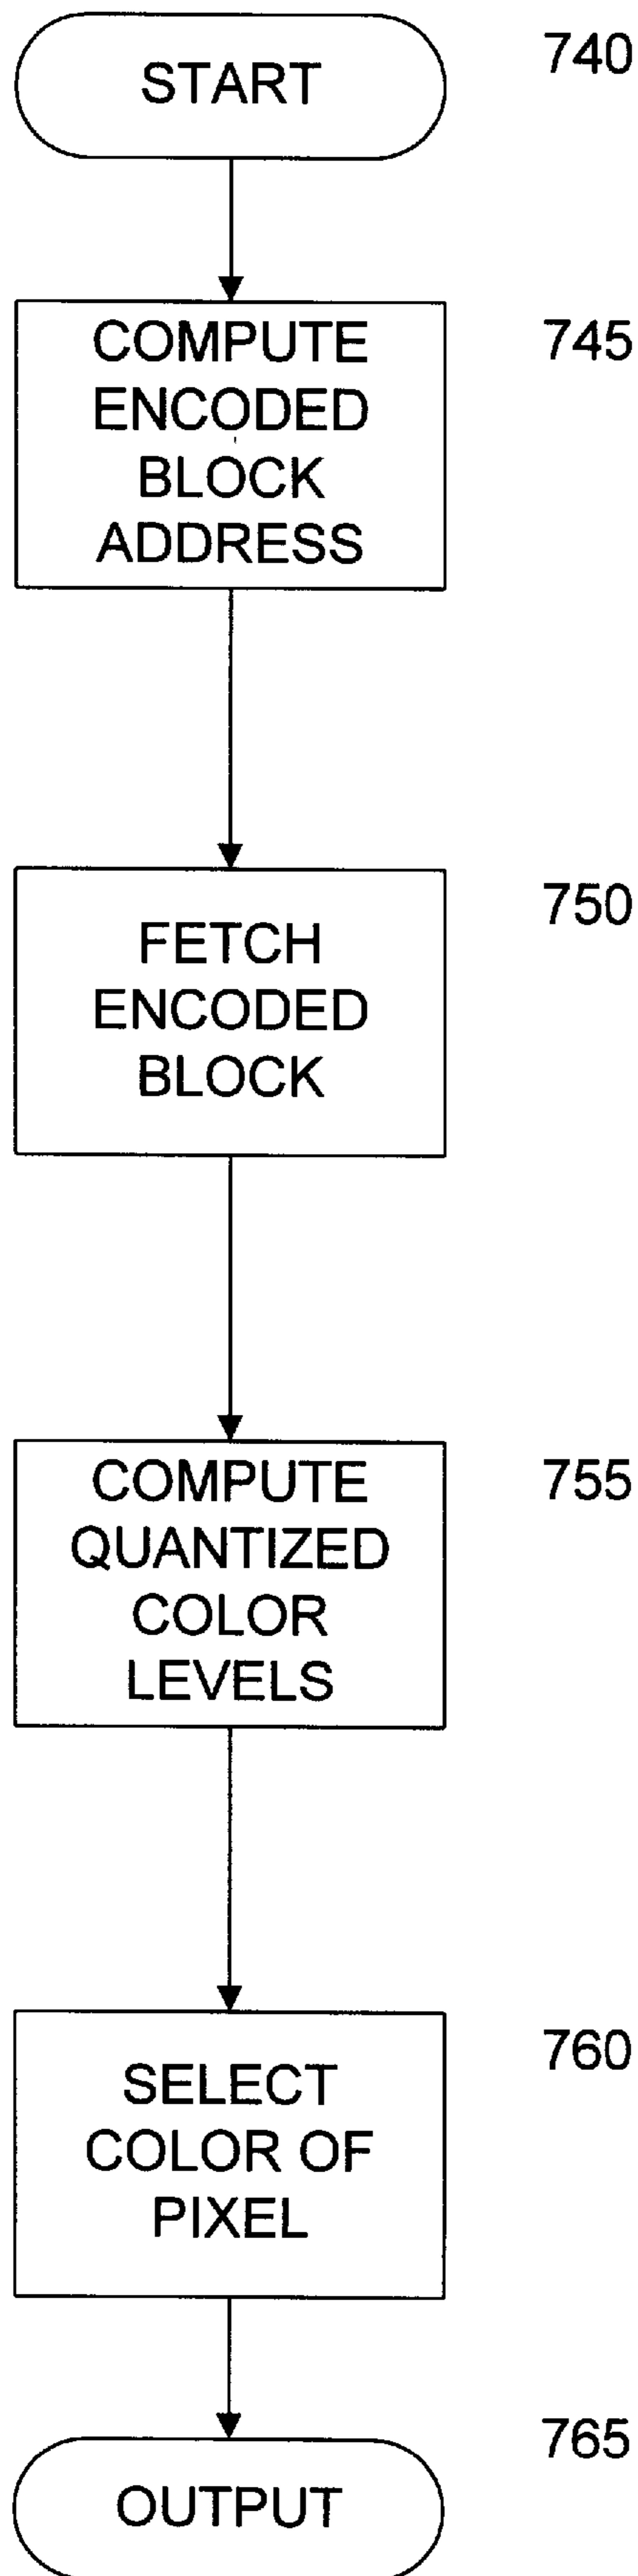 START 740
COMPUTE 745
ENCODED
BLOCK
ADDRESS
FETCH 750
ENCODED
BLOCK
COMPUTE 755
QUANTIZED
COLOR
LEVELS
SELECT 760
COLOR OF
PIXEL
765
OUTPUT